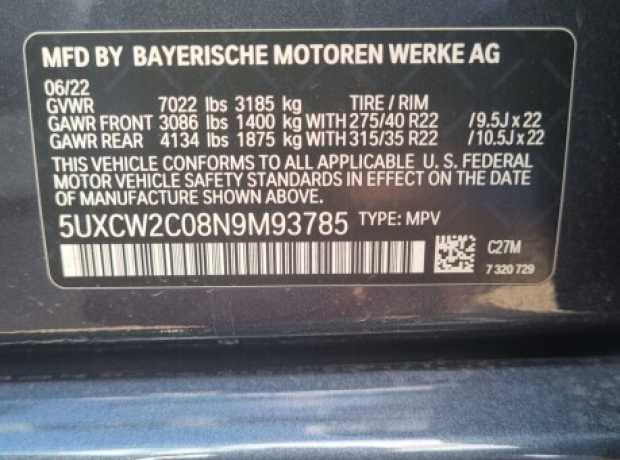 MFD BY BAYERISCHE MOTOREN WERKE AG
06/22
GVWR 7022 lbs 3185 kg TIRE / RIM
GAWR FRONT 3086 lbs 1400 kg WITH 275/40 R22 /9.5J x 22
GAWR REAR 4134 lbs 1875 kg WITH 315/35 R22 /10.5J x 22
THIS VEHICLE CONFORMS TO ALL APPLICABLE U. S. FEDERAL
MOTOR VEHICLE SAFETY STANDARDS IN EFFECT ON THE DATE
OF MANUFACTURE SHOWN ABOVE.
5UXCW2C08N9M93785 TYPE: MPV
C27M
7 320 729